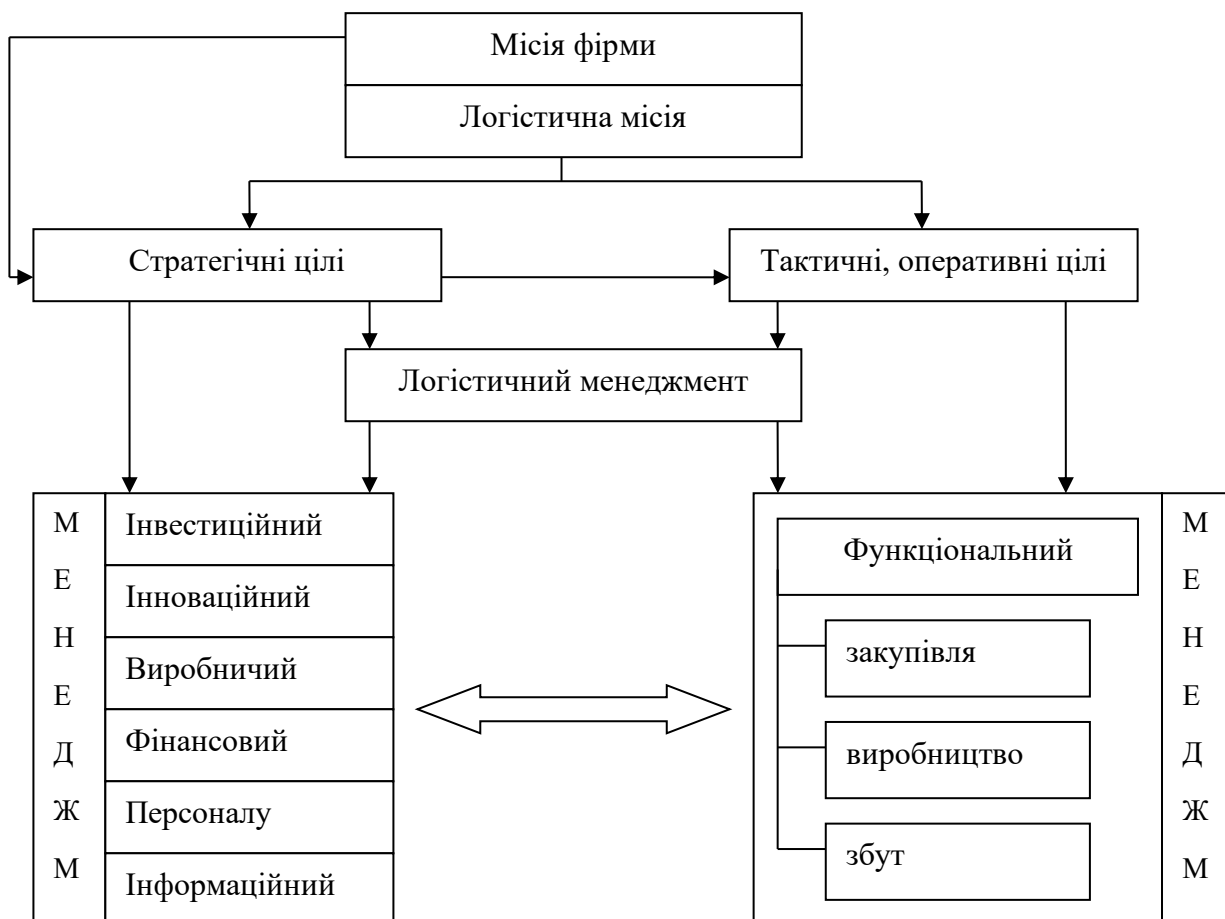 Місія фірми
Логістична місія
Стратегічні цілі
Тактичні, оперативні цілі
Логістичний менеджмент
М
Е
Н
Е
Д
Ж
М
Інвестиційний
Інноваційний
Виробничий
Фінансовий
Персоналу
Інформаційний
Функціональний
закупівля
виробництво
збут
М
Е
Н
Е
Д
Ж
М